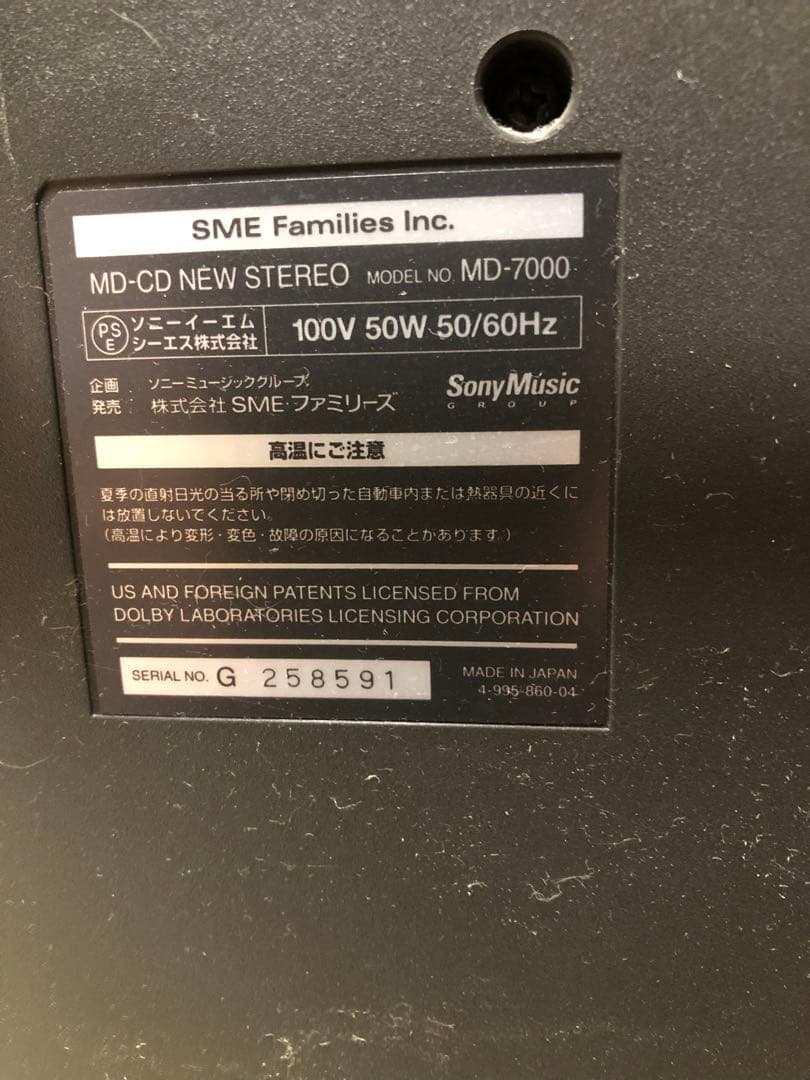 SME Families Inc.
MD-CD NEW STEREO MODEL NO. MD-7000
PSE ソニーイーエム
シーエス株式会社 100V 50W 50/60Hz
企画 : ソニーミュージックグループ
発売 : 株式会社 SME・ファミリーズ
Sony Music
GROUP
高温にご注意
夏季の直射日光の当る所や閉め切った自動車内または熱器具の近くに
は放置しないでください。
(高温により変形・変色・故障の原因になることかあります。)
US AND FOREIGN PATENTS LICENSED FROM
DOLBY LABORATORIES LICENSING CORPORATION
SERIAL NO. G 258591
MADE IN JAPAN
4-995-860-04